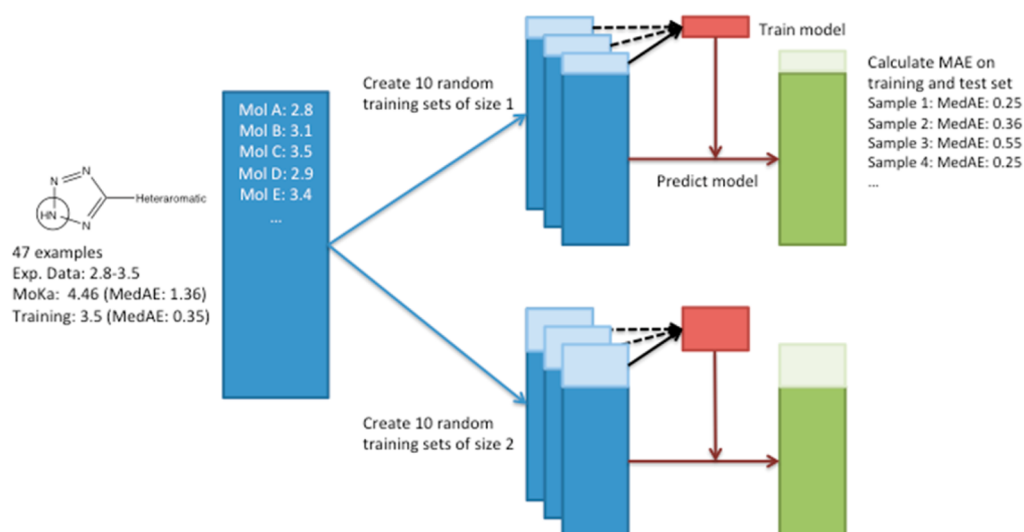 N
N
HN
N
Heteraromatic
47 examples
Exp. Data: 2.8-3.5
MoKa:  4.46 (MedAE: 1.36)
Training: 3.5 (MedAE: 0.35)
Mol A: 2.8
Mol B: 3.1
Mol C: 3.5
Mol D: 2.9
Mol E: 3.4
...
Create 10 random
training sets of size 1
Train model
Predict model
Calculate MAE on
training and test set
Sample 1: MedAE: 0.25
Sample 2: MedAE: 0.36
Sample 3: MedAE: 0.55
Sample 4: MedAE: 0.25
...
Create 10 random
training sets of size 2